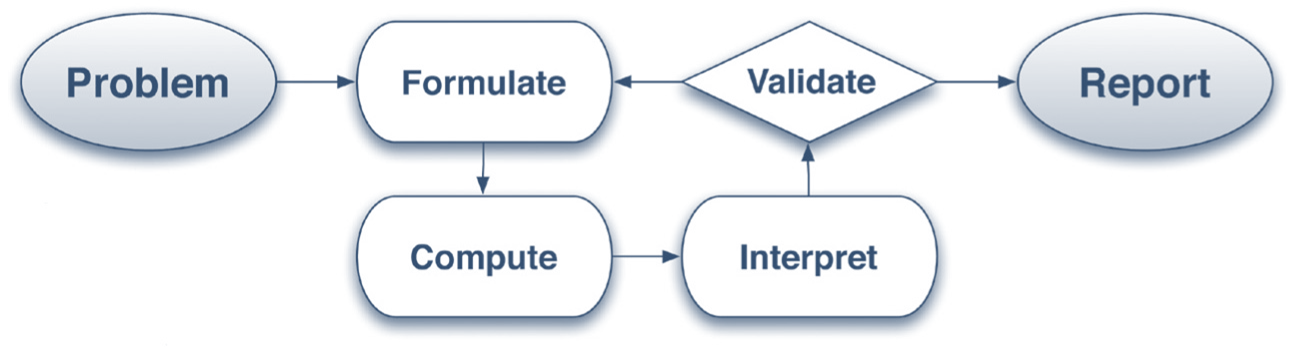 Problem
Formulate
Validate
Report
Compute
Interpret